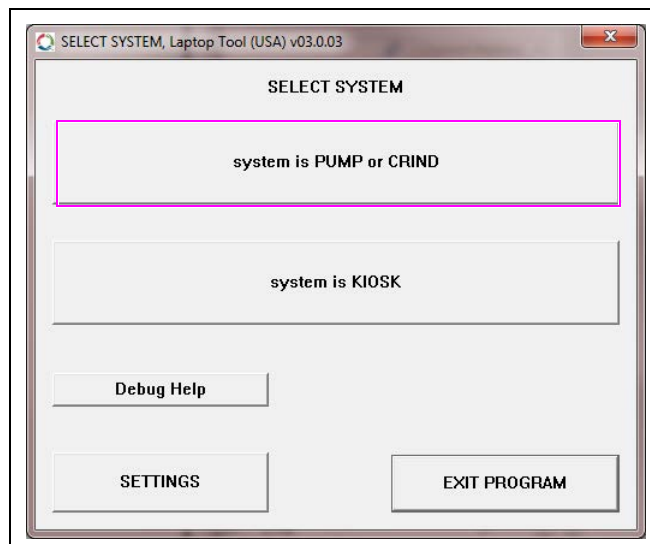 SELECT SYSTEM, Laptop Tool (USA) v03.0.03
SELECT SYSTEM
system is PUMP or CRIND
system is KIOSK
Debug Help
SETTINGS
EXIT PROGRAM